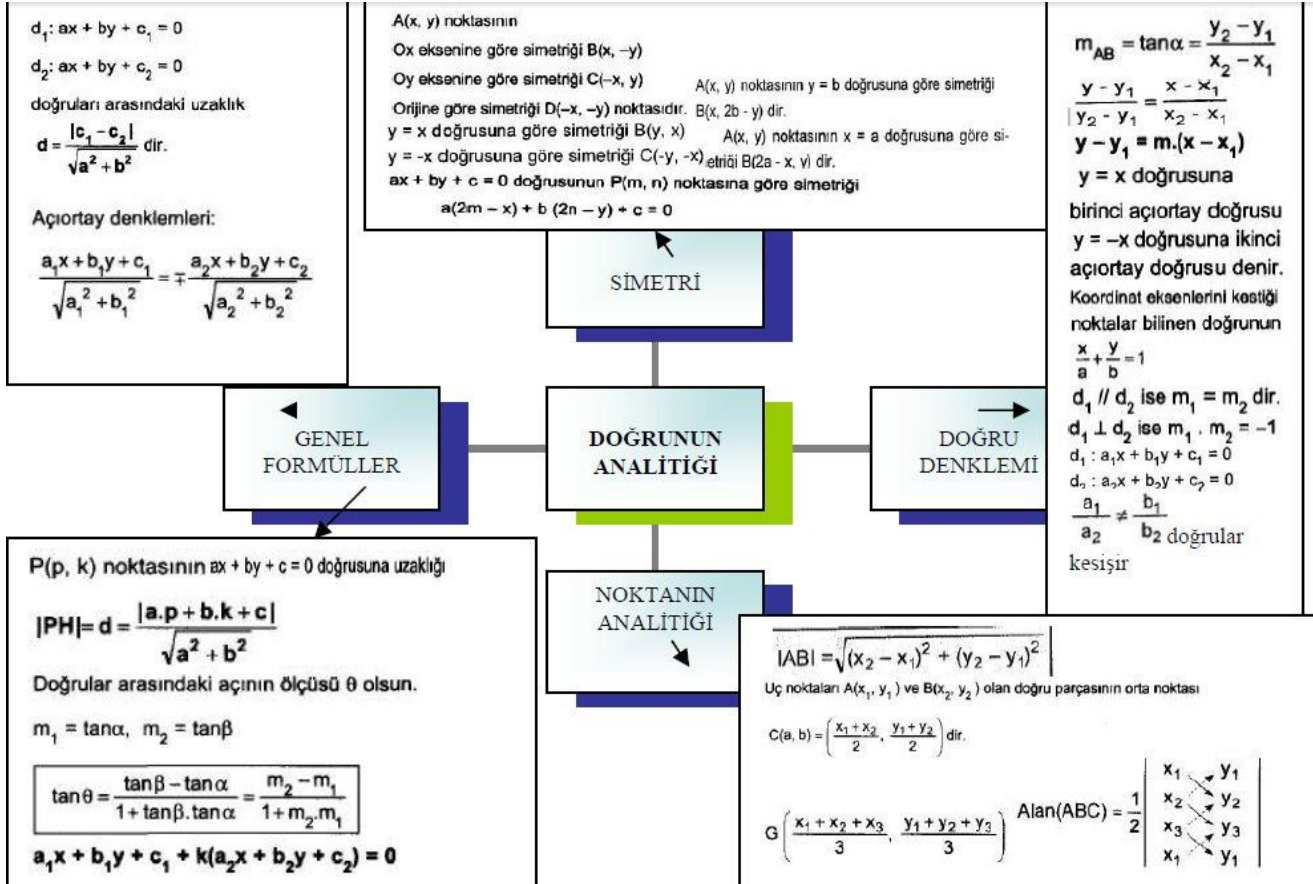 d₁: ax + by + c₁ = 0
d₂: ax + by + c₂ = 0
doğruları arasındaki uzaklık
d = |c₁ - c₂| / √(a² + b²) dir.
Açıortay denklemleri:
(a₁x + b₁y + c₁) / √(a₁² + b₁²) = ∓ (a₂x + b₂y + c₂) / √(a₂² + b₂²)
A(x, y) noktasının
Ox eksenine göre simetriği B(x, –y)
Oy eksenine göre simetriği C(–x, y)
Orijine göre simetriği D(–x, –y) noktasıdır.
y = x doğrusuna göre simetriği B(y, x)
y = -x doğrusuna göre simetriği C(-y, -x)
A(x, y) noktasının y = b doğrusuna göre simetriği
B(x, 2b - y) dir.
A(x, y) noktasının x = a doğrusuna göre si-
etriği B(2a - x, y) dir.
ax + by + c = 0 doğrusunun P(m, n) noktasına göre simetriği
a(2m – x) + b (2n – y) + c = 0
m_AB = tanα = (y₂ – y₁) / (x₂ – x₁)
(y - y₁) / (y₂ - y₁) = (x - x₁) / (x₂ - x₁)
y – y₁ = m.(x – x₁)
y = x doğrusuna
birinci açıortay doğrusu
y = –x doğrusuna ikinci
açıortay doğrusu denir.
Koordinat eksenlerini kestiği
noktalar bilinen doğrunun
x/a + y/b = 1
d₁ // d₂ ise m₁ = m₂ dir.
d₁ ⊥ d₂ ise m₁ . m₂ = –1
d₁ : a₁x + b₁y + c₁ = 0
d₂ : a₂x + b₂y + c₂ = 0
a₁/a₂ ≠ b₁/b₂ doğrular
kesişir
SİMETRİ
GENEL
FORMÜLLER
DOĞRUNUN
ANALİTİĞİ
DOĞRU
DENKLEMİ
NOKTANIN
ANALİTİĞİ
P(p, k) noktasının ax + by + c = 0 doğrusuna uzaklığı
|PH| = d = |a.p + b.k + c| / √(a² + b²)
Doğrular arasındaki açının ölçüsü θ olsun.
m₁ = tanα, m₂ = tanβ
tanθ = (tanβ – tanα) / (1 + tanβ.tanα) = (m₂ – m₁) / (1 + m₂.m₁)
a₁x + b₁y + c₁ + k(a₂x + b₂y + c₂) = 0
|AB| = √((x₂ – x₁)² + (y₂ – y₁)²)
Uç noktaları A(x₁, y₁) ve B(x₂, y₂) olan doğru parçasının orta noktası
C(a, b) = ((x₁ + x₂)/2, (y₁ + y₂)/2) dir.
G ((x₁ + x₂ + x₃)/3, (y₁ + y₂ + y₃)/3)
Alan(ABC) = 1/2
x₁ y₁
x₂ y₂
x₃ y₃
x₁ y₁